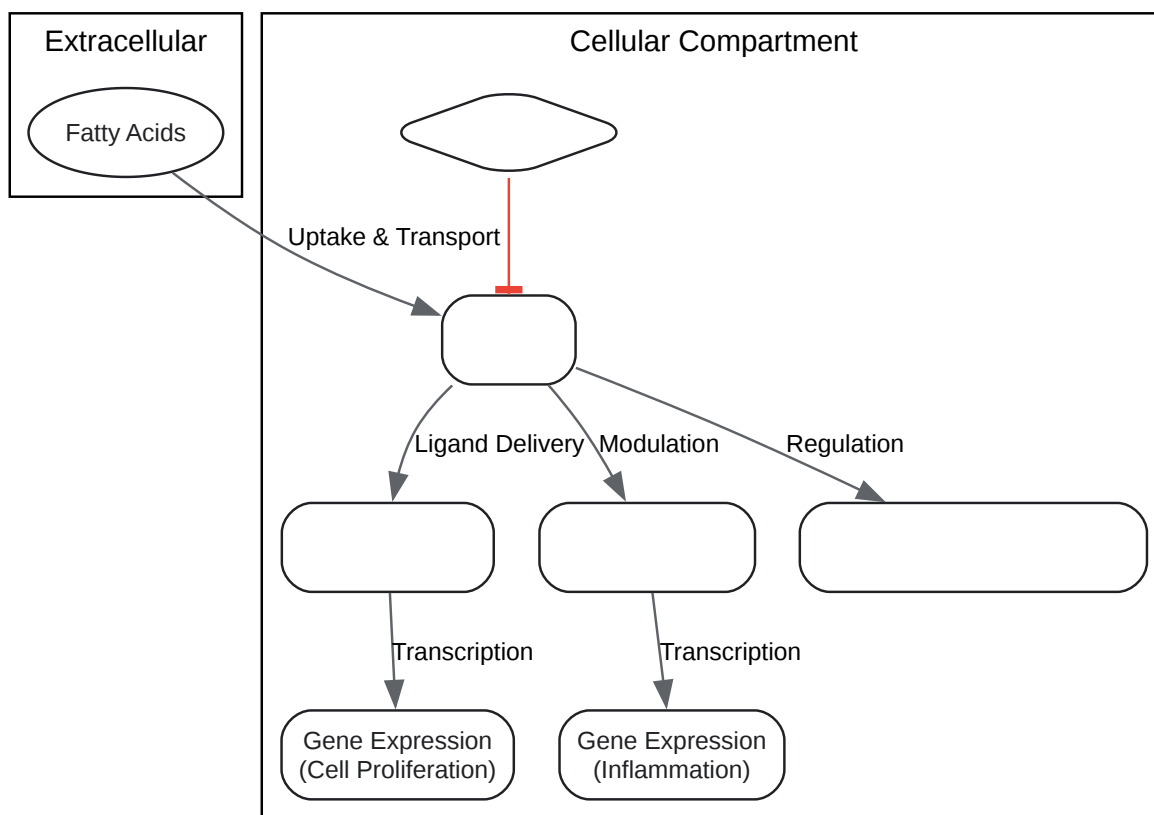 Extracellular
Cellular Compartment
Fatty Acids
Uptake & Transport
Ligand Delivery
Modulation
Regulation
Transcription
Transcription
Gene Expression
(Cell Proliferation)
Gene Expression
(Inflammation)